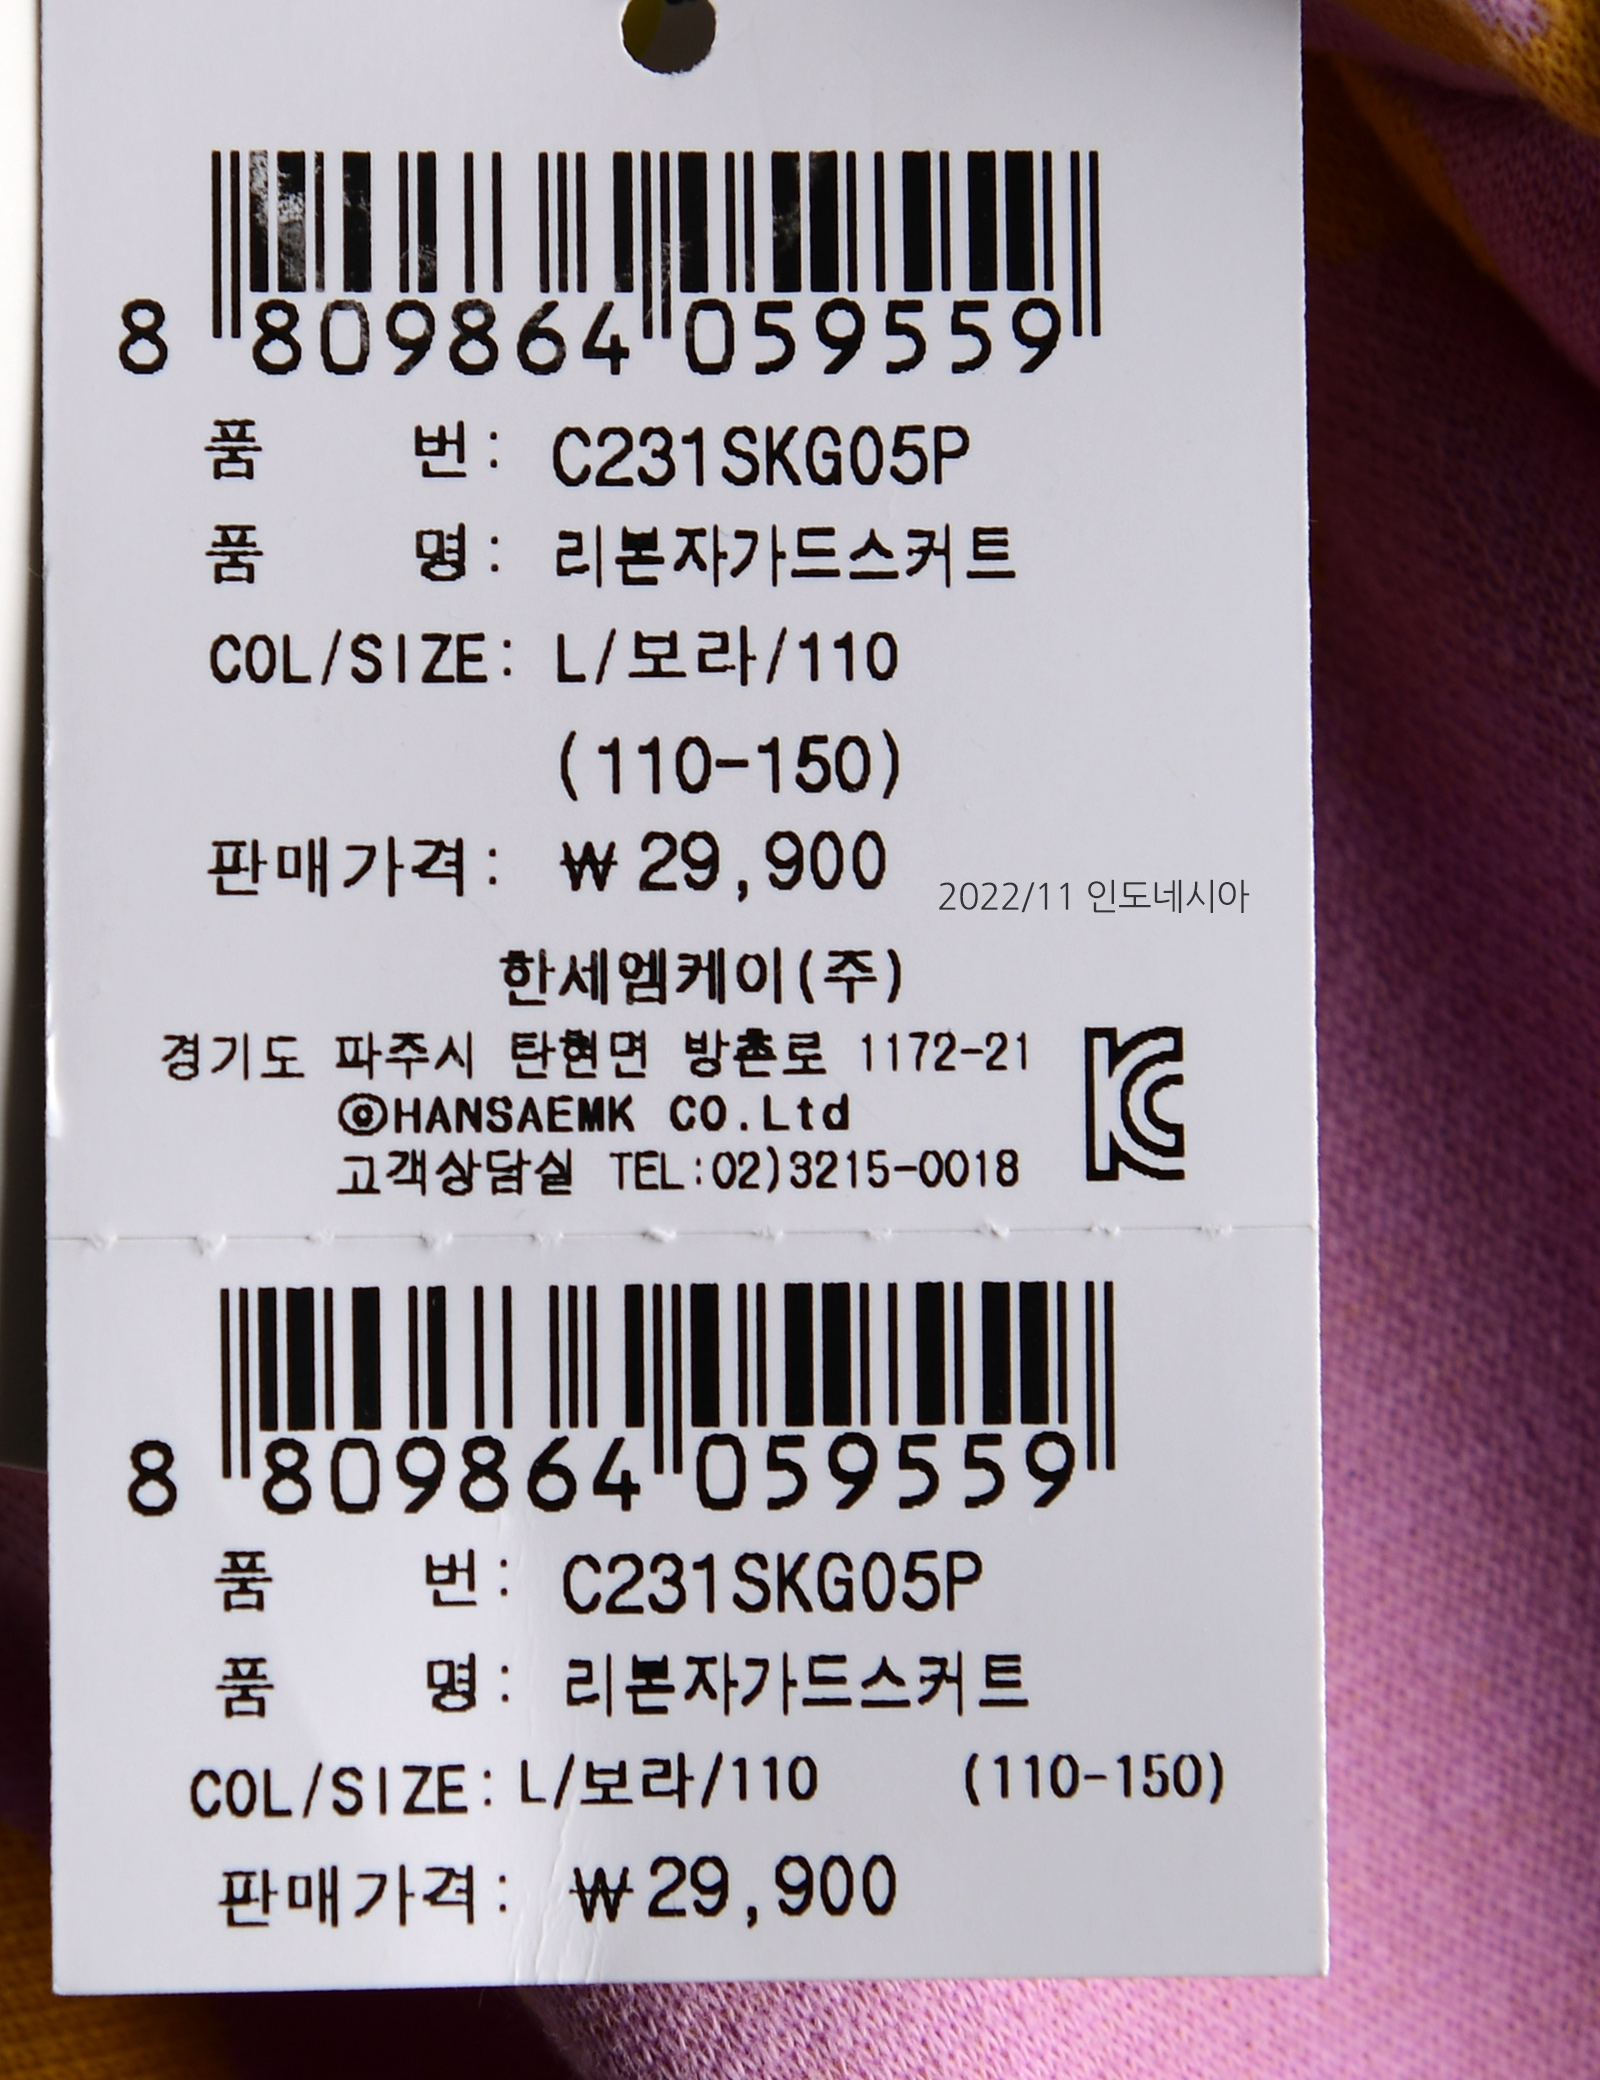 8 809864 059559
품 번: C231SKG05P
품 명: 리본자가드스커트
COL/SIZE: L/보라/110
(110-150)
판매가격: ₩29,900
2022/11 인도네시아
한세엠케이(주)
경기도 파주시 탄현면 방촌로 1172-21
ⓒHANSAEMK CO.Ltd
고객상담실 TEL:02)3215-0018
8 809864 059559
품 번: C231SKG05P
품 명: 리본자가드스커트
COL/SIZE: L/보라/110 (110-150)
판매가격: ₩29,900